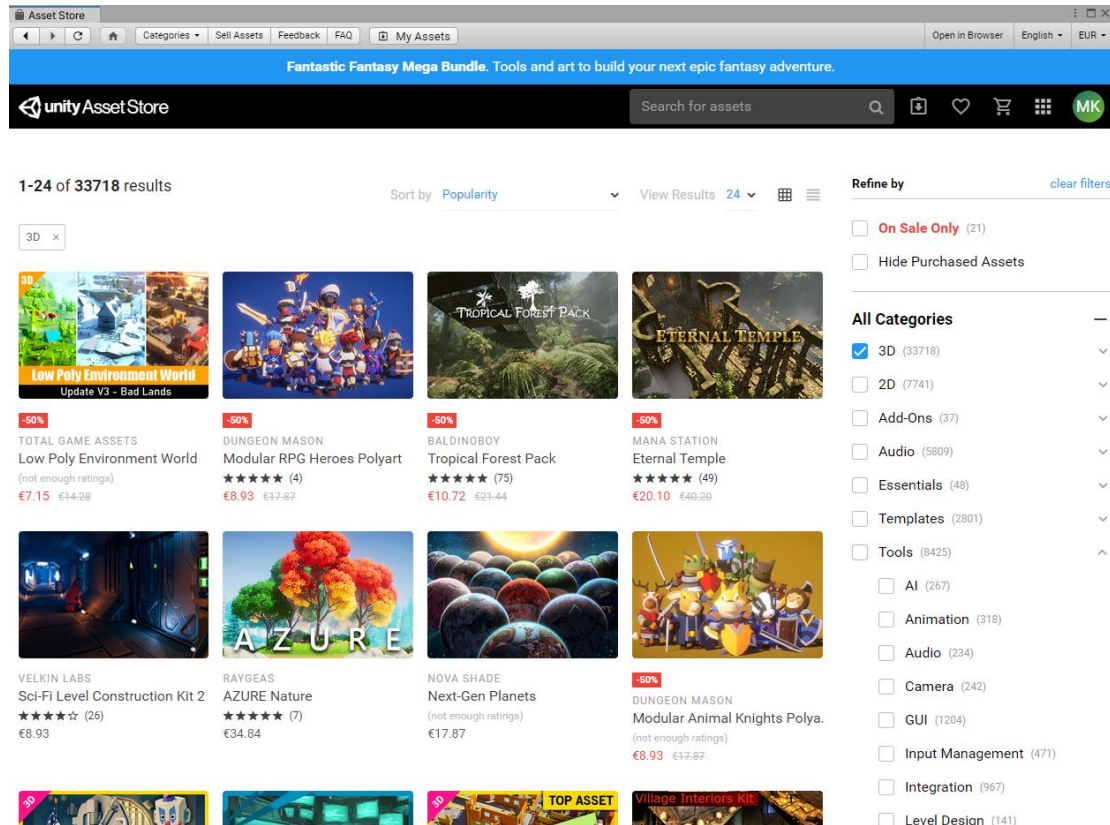 Asset Store
Categories
Sell Assets
Feedback
FAQ
My Assets
Open in Browser
English
EUR
Fantastic Fantasy Mega Bundle. Tools and art to build your next epic fantasy adventure.
unity Asset Store
Search for assets
MK
1-24 of 33718 results
Sort by Popularity
View Results 24
3D ×
3D
Low Poly Environment World
Update V3 - Bad Lands
-50%
TOTAL GAME ASSETS
Low Poly Environment World
(not enough ratings)
€7.15 €14.28
-50%
DUNGEON MASON
Modular RPG Heroes Polyart
★★★★★ (4)
€8.93 €17.87
TROPICAL FOREST PACK
-50%
BALDINOBOY
Tropical Forest Pack
★★★★★ (75)
€10.72 €21.44
ETERNAL TEMPLE
-50%
MANA STATION
Eternal Temple
★★★★★ (49)
€20.10 €40.20
VELKIN LABS
Sci-Fi Level Construction Kit 2
★★★★☆ (26)
€8.93
AZURE
RAYGEAS
AZURE Nature
★★★★★ (7)
€34.84
NOVA SHADE
Next-Gen Planets
(not enough ratings)
€17.87
-50%
DUNGEON MASON
Modular Animal Knights Polya.
(not enough ratings)
€8.93 €17.87
3D
3D
TOP ASSET
Village Interiors Kit
Refine by
clear filters
On Sale Only (21)
Hide Purchased Assets
All Categories
3D (33718)
2D (7741)
Add-Ons (37)
Audio (5809)
Essentials (48)
Templates (2801)
Tools (8425)
AI (267)
Animation (318)
Audio (234)
Camera (242)
GUI (1204)
Input Management (471)
Integration (967)
Level Design (141)